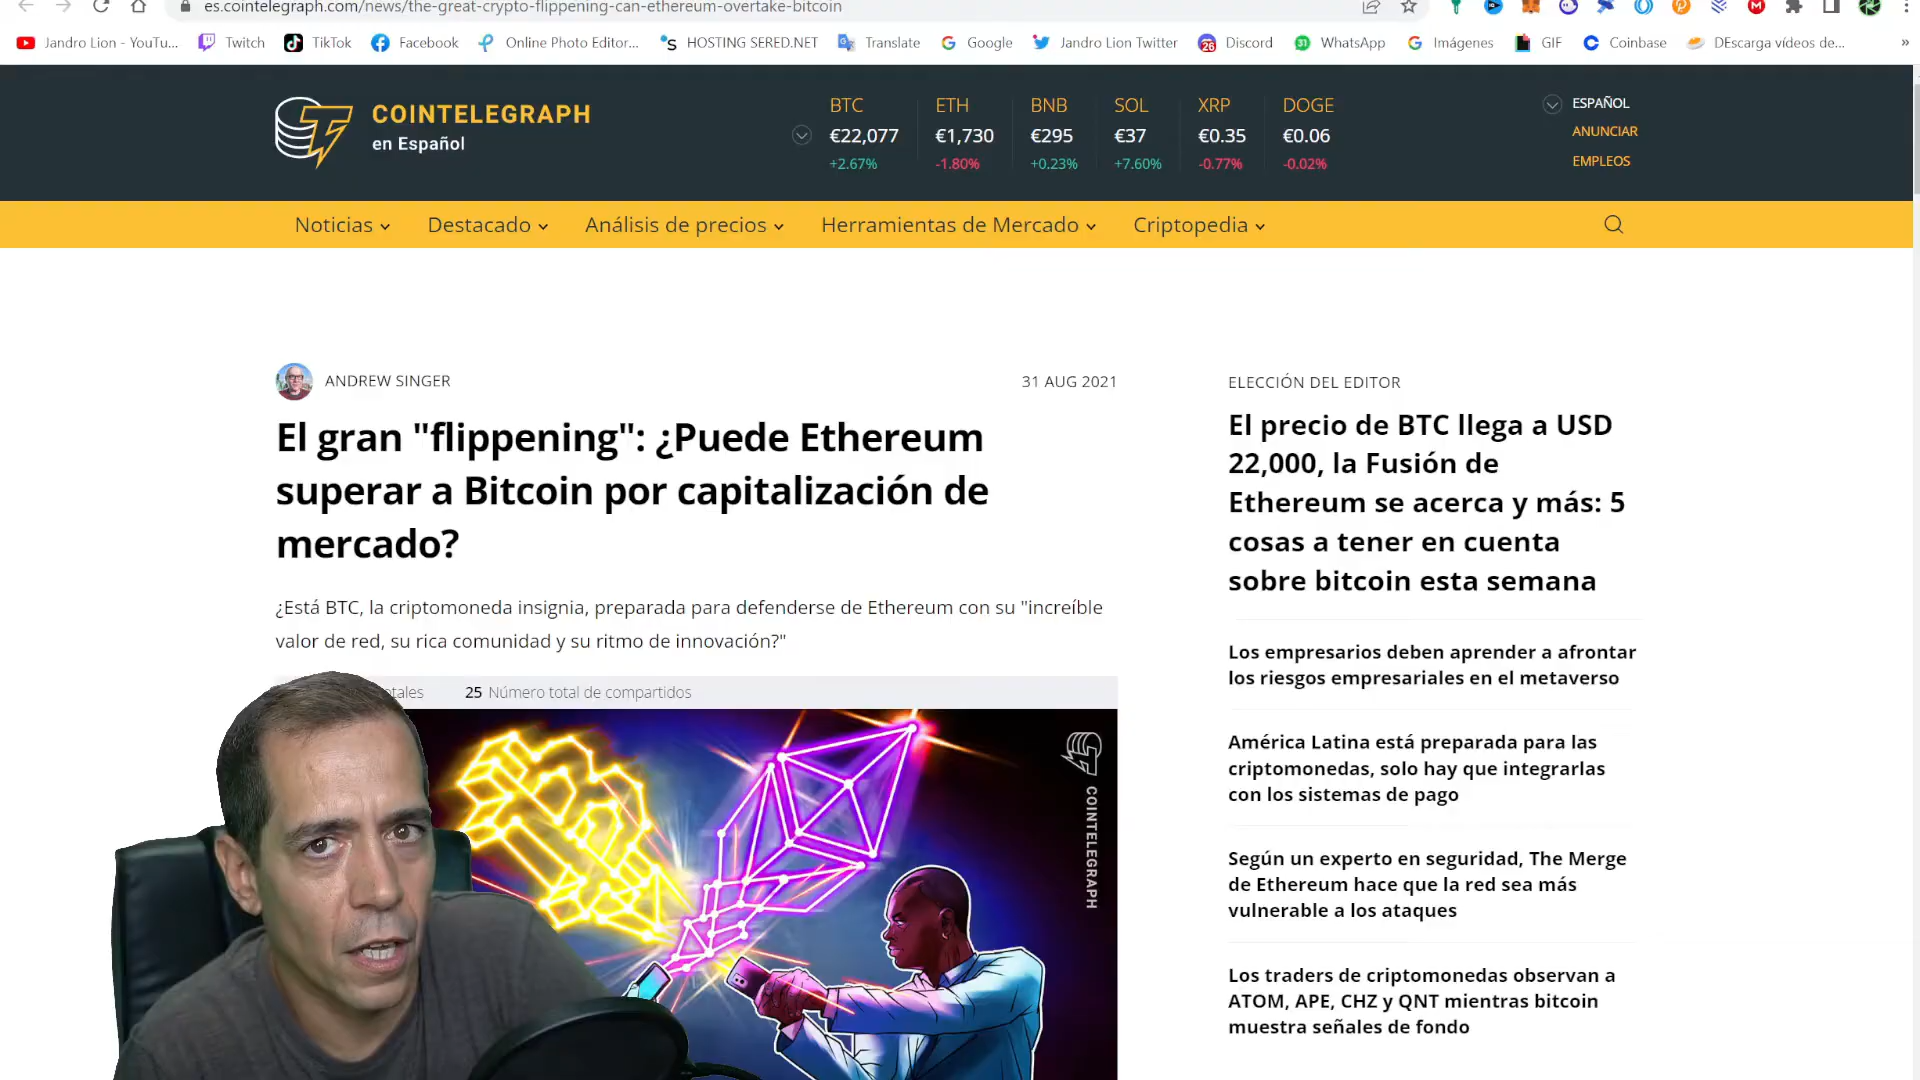 es.cointelegraph.com/news/the-great-crypto-flippening-can-ethereum-overtake-bitcoin
Jandro Lion - YouTu... Twitch TikTok Facebook Online Photo Editor... HOSTING SERED.NET Translate Google Jandro Lion Twitter Discord WhatsApp Imágenes GIF Coinbase DEscarga vídeos de... »
COINTELEGRAPH
en Español
BTC ETH BNB SOL XRP DOGE
€22,077 €1,730 €295 €37 €0.35 €0.06
+2.67% -1.80% +0.23% +7.60% -0.77% -0.02%
ESPAÑOL
ANUNCIAR
EMPLEOS
Noticias Destacado Análisis de precios Herramientas de Mercado Criptopedia
ANDREW SINGER 31 AUG 2021
El gran "flippening": ¿Puede Ethereum
superar a Bitcoin por capitalización de
mercado?
¿Está BTC, la criptomoneda insignia, preparada para defenderse de Ethereum con su "increíble
valor de red, su rica comunidad y su ritmo de innovación?"
25 Número total de compartidos
COINTELEGRAPH
ELECCIÓN DEL EDITOR
El precio de BTC llega a USD
22,000, la Fusión de
Ethereum se acerca y más: 5
cosas a tener en cuenta
sobre bitcoin esta semana
Los empresarios deben aprender a afrontar
los riesgos empresariales en el metaverso
América Latina está preparada para las
criptomonedas, solo hay que integrarlas
con los sistemas de pago
Según un experto en seguridad, The Merge
de Ethereum hace que la red sea más
vulnerable a los ataques
Los traders de criptomonedas observan a
ATOM, APE, CHZ y QNT mientras bitcoin
muestra señales de fondo